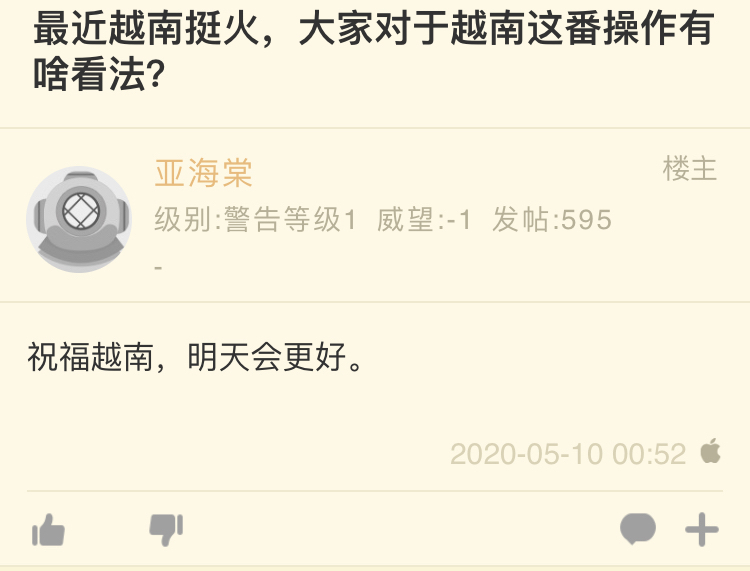 最近越南挺火，大家对于越南这番操作有
啥看法？
亚海棠
楼主
级别:警告等级1 威望:-1 发帖:595
-
祝福越南，明天会更好。
2020-05-10 00:52